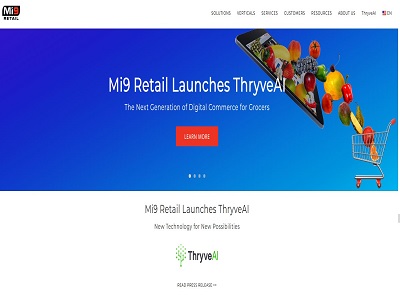 Mi9
RETAIL
SOLUTIONS VERTICALS SERVICES CUSTOMERS RESOURCES ABOUT US ThryveAI EN
Mi9 Retail Launches ThryveAI
The Next Generation of Digital Commerce for Grocers
LEARN MORE
Mi9 Retail Launches ThryveAI
New Technology for New Possibilities
ThryveAI
READ PRESS RELEASE >>